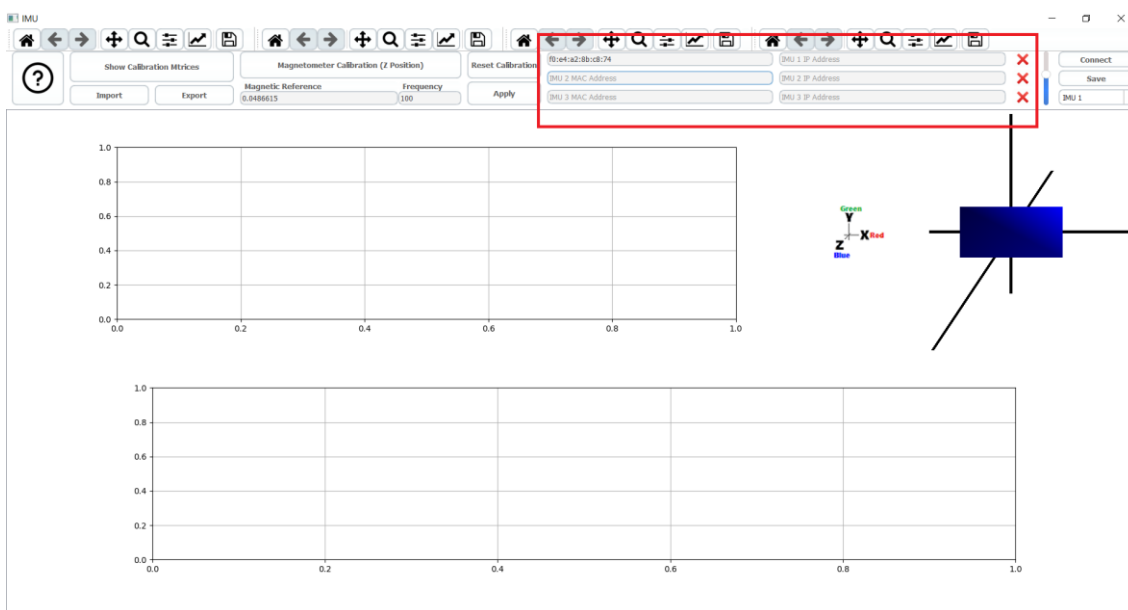 IMU
Show Calibration Mtrices
Magnetometer Calibration (Z Position)
Reset Calibration
f0:e4:a2:8b:c8:74
IMU 1 IP Address
Connect
?
IMU 2 MAC Address
IMU 2 IP Address
Save
Import
Export
Magnetic Reference
Frequency
Apply
0.0486615
100
IMU 3 MAC Address
IMU 3 IP Address
IMU 1
1.0
0.8
0.6
0.4
0.2
0.0
0.0 0.2 0.4 0.6 0.8 1.0
Green
Y
X Red
Z
Blue
1.0
0.8
0.6
0.4
0.2
0.0
0.0 0.2 0.4 0.6 0.8 1.0